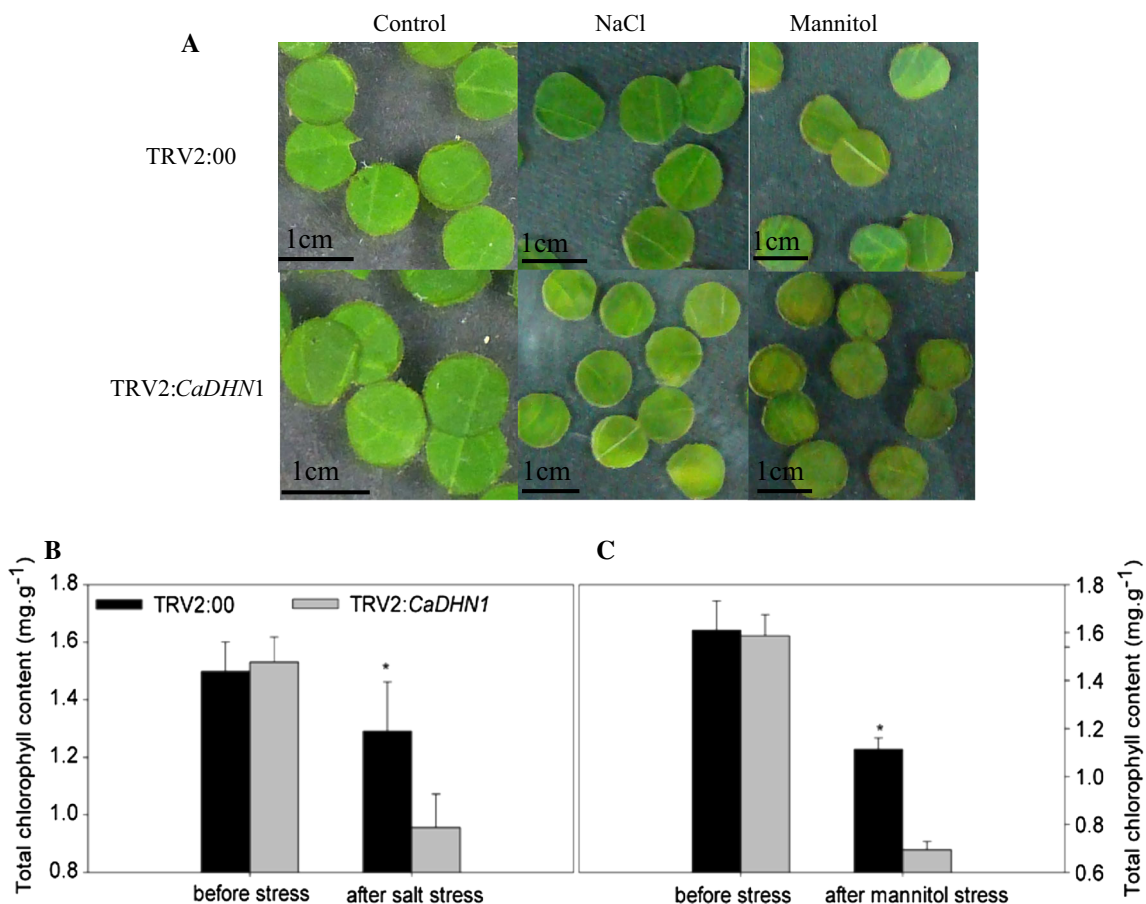 A
Control
NaCl
Mannitol
TRV2:00
1cm
1cm
1cm
TRV2:CaDHN1
1cm
1cm
1cm
B
Total chlorophyll content (mg.g⁻¹)
1.8
1.6
1.4
1.2
1.0
0.8
TRV2:00
TRV2:CaDHN1
*
before stress
after salt stress
C
*
before stress
after mannitol stress
1.8
1.6
1.4
1.2
1.0
0.8
0.6
Total chlorophyll content (mg.g⁻¹)